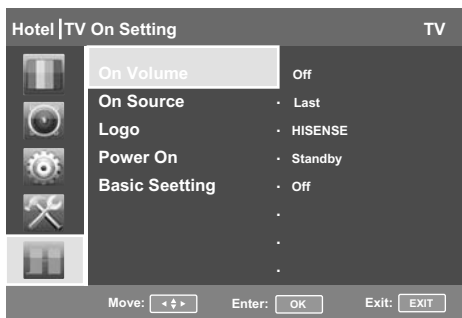 Hotel TV On Setting TV
On Volume Off
On Source · Last
Logo · HISENSE
Power On · Standby
Basic Seetting · Off
·
·
·
Move: Enter: OK Exit: EXIT